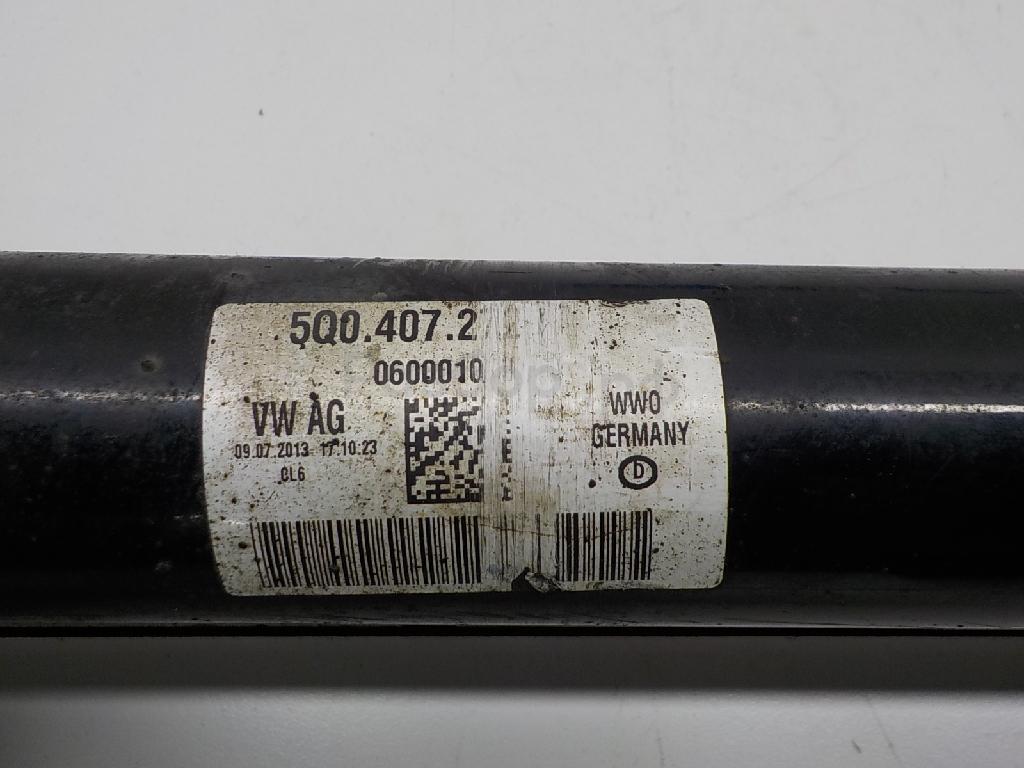 5Q0.407.2
0600010
VW AG
09.07.2013 17.10.23
CL6
WWO
GERMANY
D